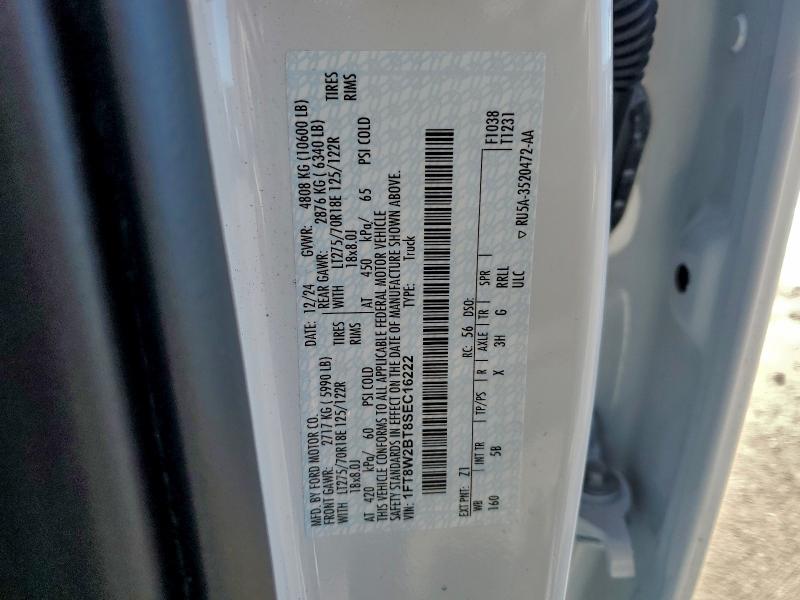 MFD. BY FORD MOTOR CO.
DATE: 12/24 GVWR: 4808 KG (10600 LB)
FRONT GAWR: 2717 KG ( 5990 LB) REAR GAWR: 2876 KG ( 6340 LB)
WITH LT275/70R18E 125/122R TIRES WITH LT275/70R18E 125/122R TIRES
18x8.0J RIMS 18x8.0J RIMS
AT 420 kPa/ 60 PSI COLD AT 450 kPa/ 65 PSI COLD
THIS VEHICLE CONFORMS TO ALL APPLICABLE FEDERAL MOTOR VEHICLE
SAFETY STANDARDS IN EFFECT ON THE DATE OF MANUFACTURE SHOWN ABOVE.
VIN: 1FT8W2BT8SEC16222 TYPE: Truck
EXT PNT: Z1 RC: 56 DSO: F1038
T1231
WB INT TR TP/PS R AXLE TR SPR
160 5B X 3H G RRLL
ULC
▽ RU5A-3520472-AA